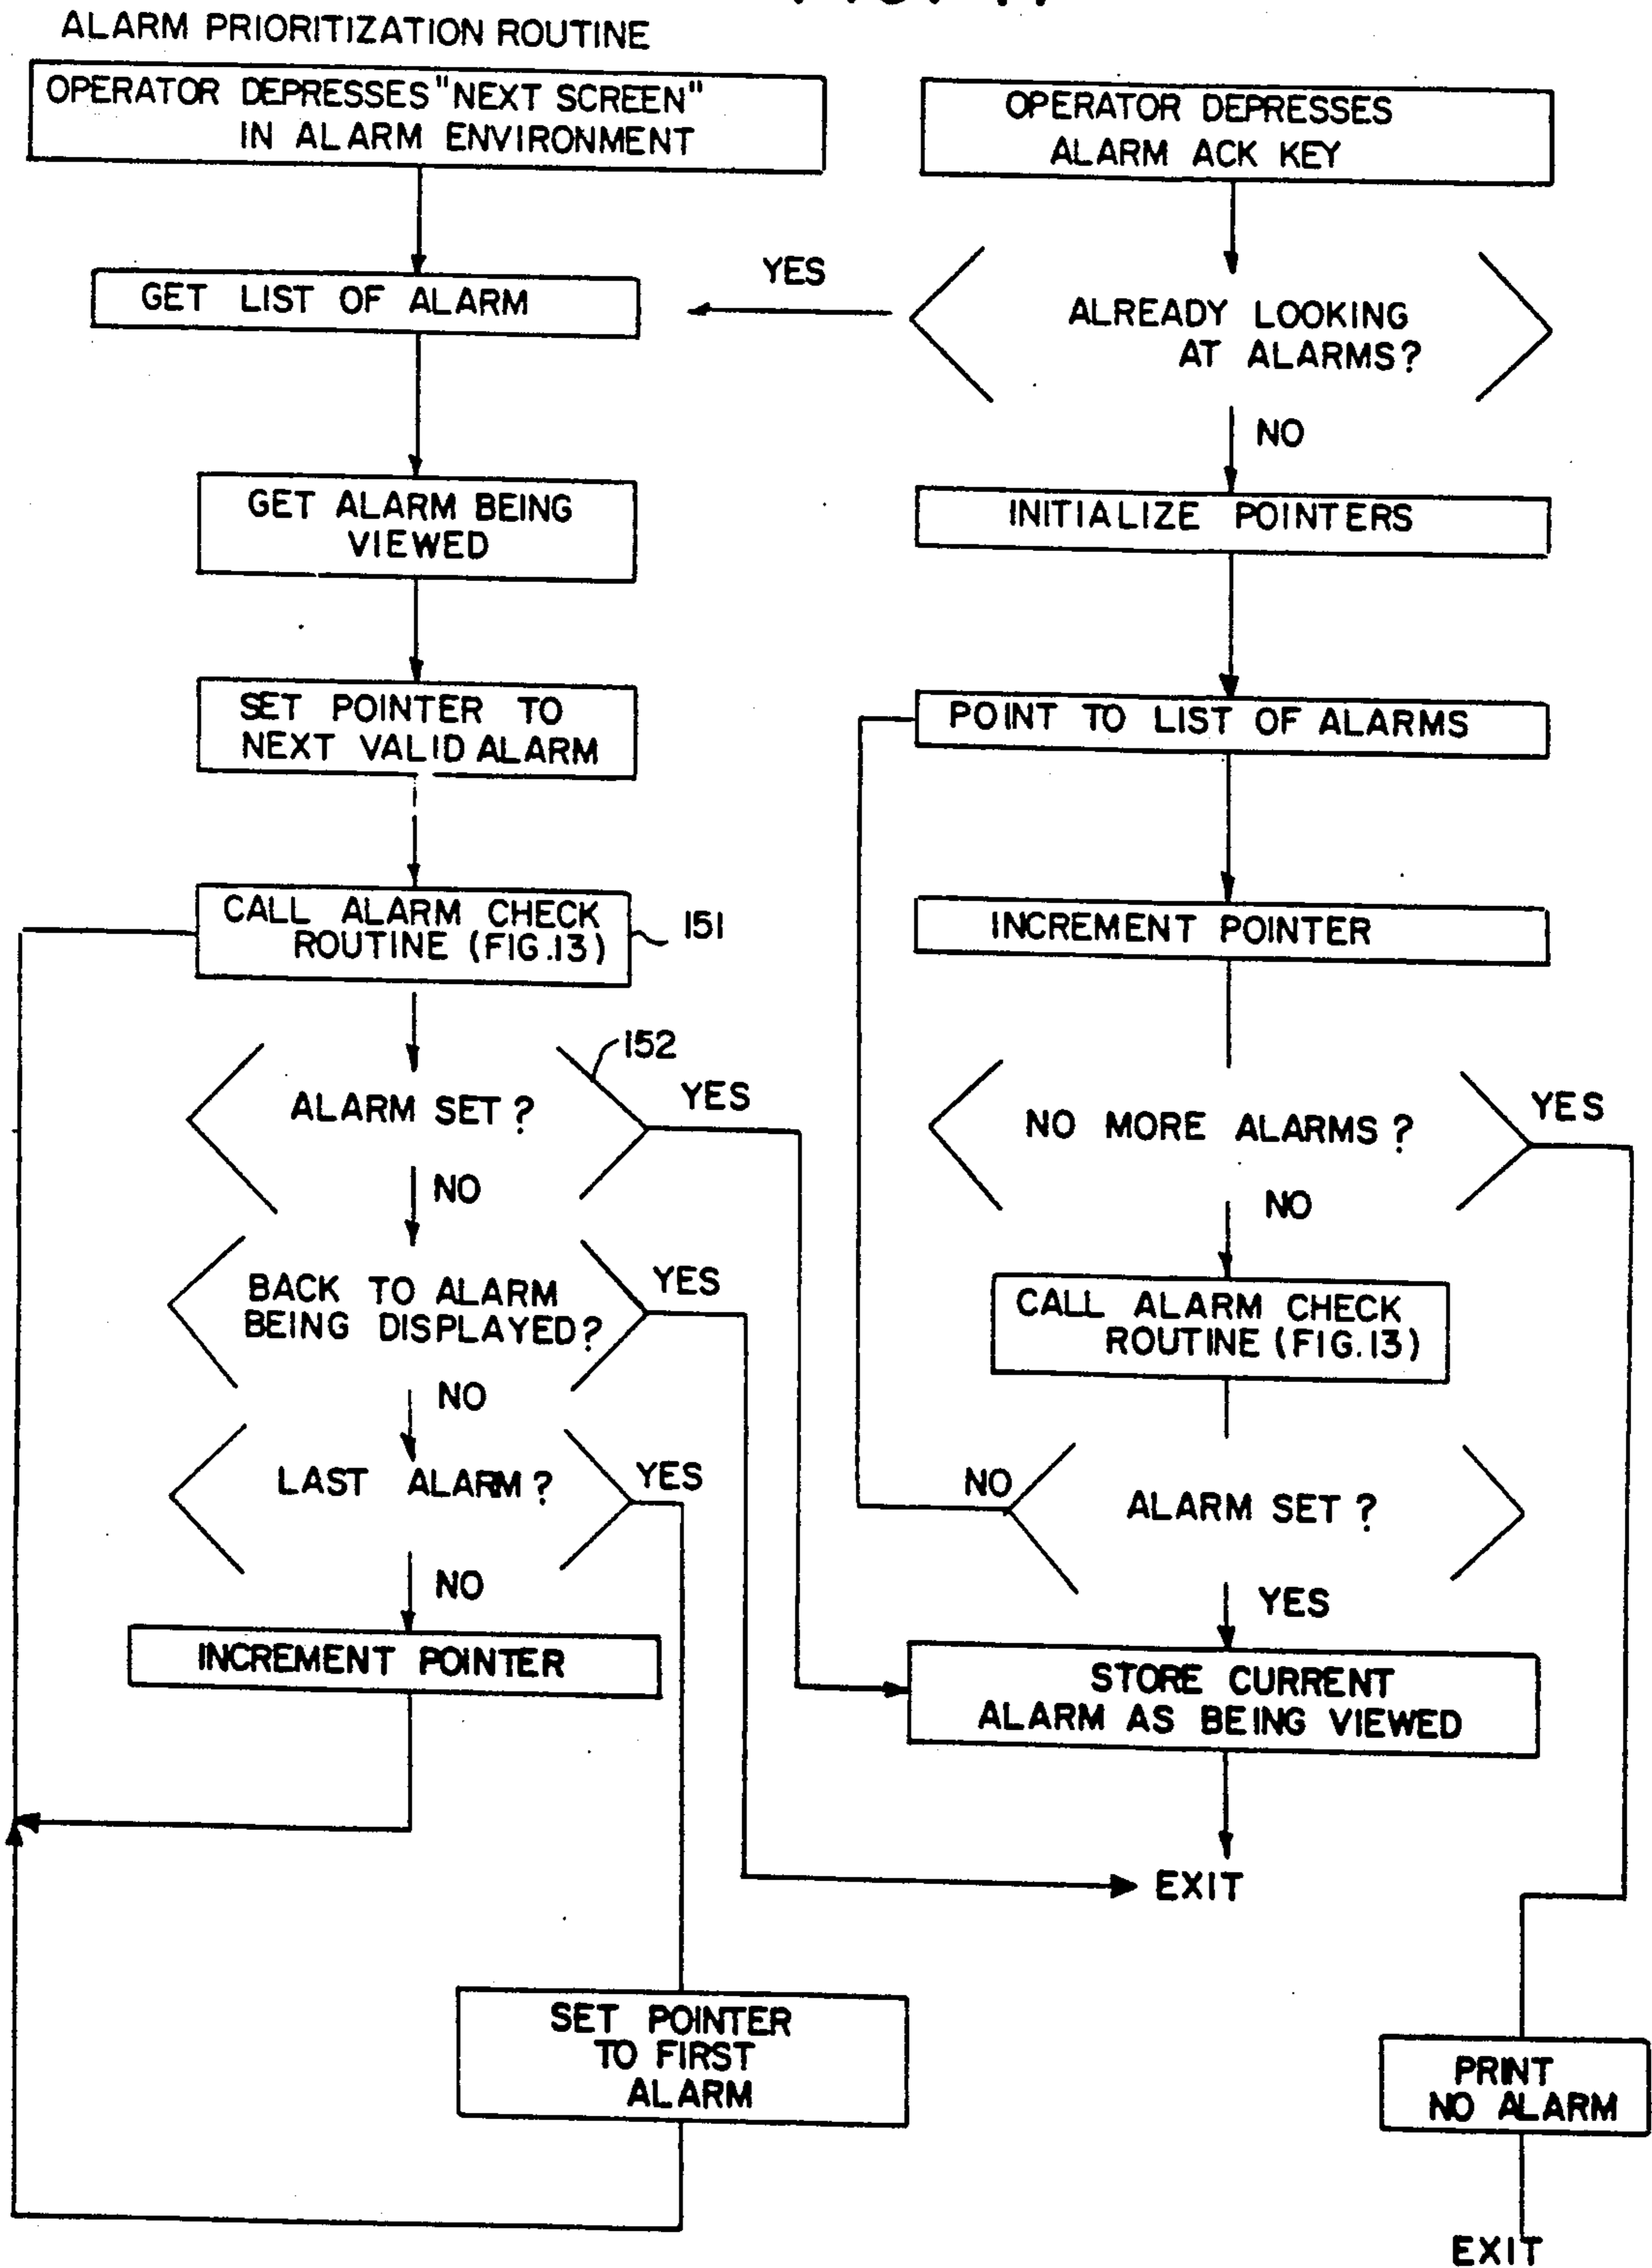 ALARM PRIORITIZATION ROUTINE
OPERATOR DEPRESSES "NEXT SCREEN"
IN ALARM ENVIRONMENT
OPERATOR DEPRESSES
ALARM ACK KEY
GET LIST OF ALARM
YES
ALREADY LOOKING
AT ALARMS?
NO
GET ALARM BEING
VIEWED
INITIALIZE POINTERS
SET POINTER TO
NEXT VALID ALARM
POINT TO LIST OF ALARMS
CALL ALARM CHECK
ROUTINE (FIG.13)
151
INCREMENT POINTER
ALARM SET?
152
YES
NO
NO MORE ALARMS?
YES
NO
BACK TO ALARM
BEING DISPLAYED?
YES
NO
CALL ALARM CHECK
ROUTINE (FIG.13)
LAST ALARM?
YES
NO
NO
ALARM SET?
YES
INCREMENT POINTER
STORE CURRENT
ALARM AS BEING VIEWED
EXIT
SET POINTER
TO FIRST
ALARM
PRINT
NO ALARM
EXIT